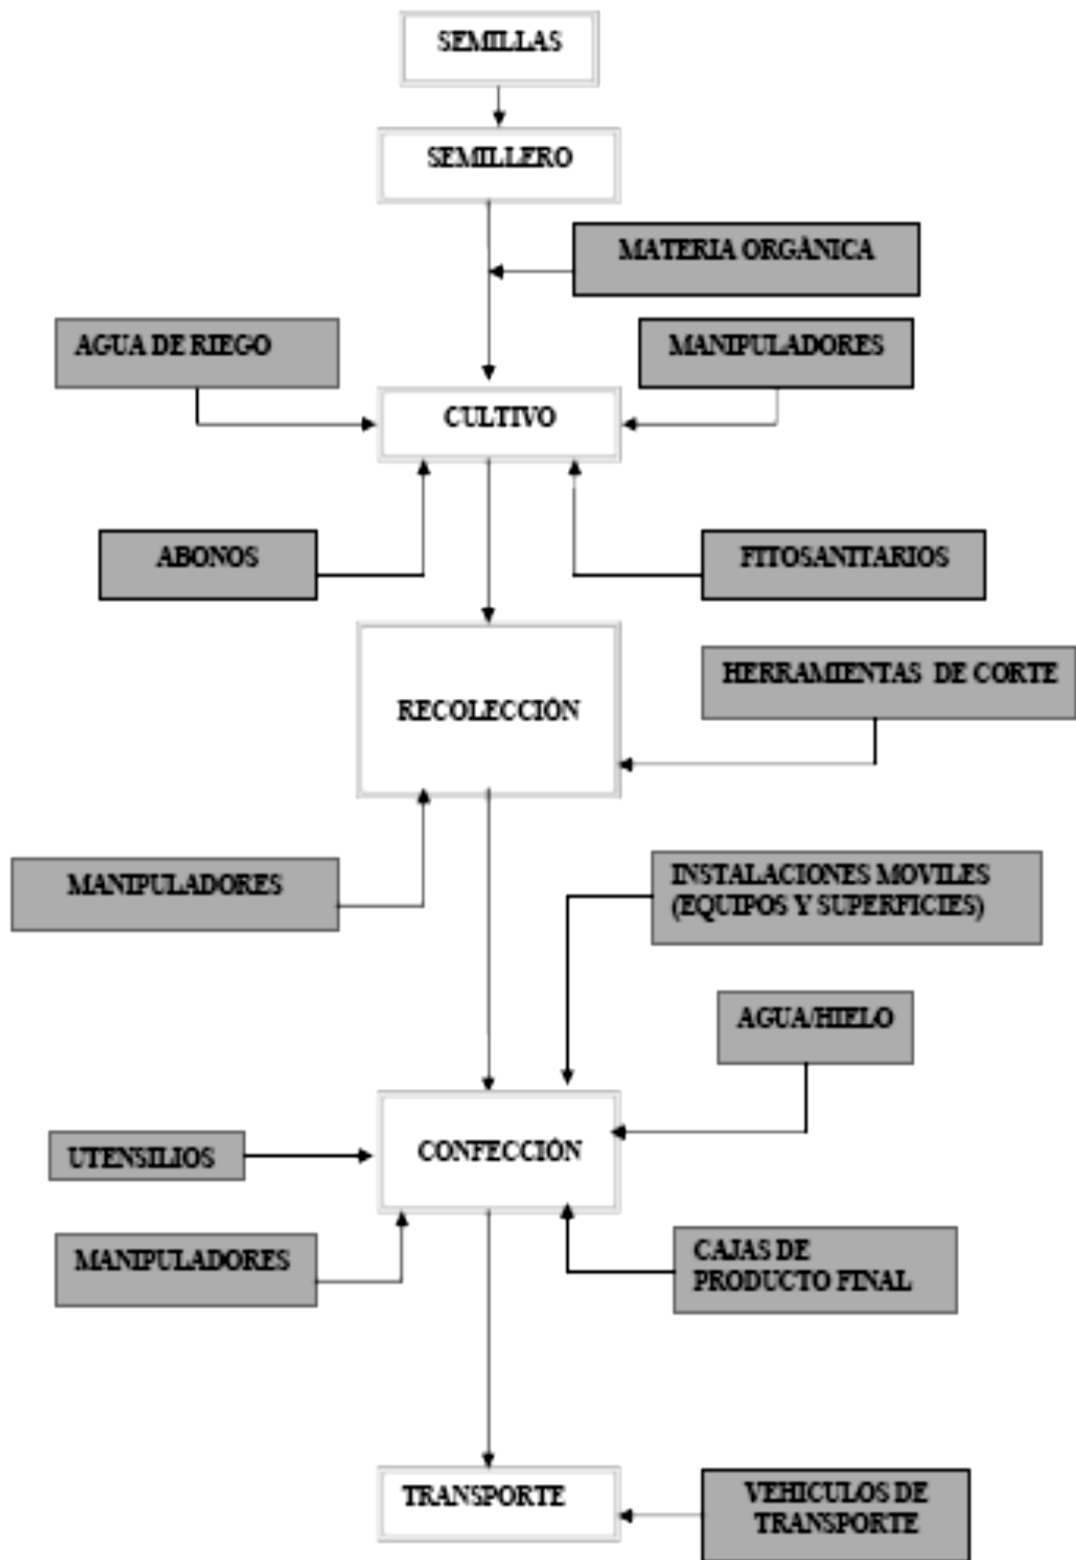 SEMILLAS
SEMILLERO
MATERIA ORGÁNICA
AGUA DE RIEGO
MANIPULADORES
CULTIVO
ABONOS
FITOSANITARIOS
HERRAMIENTAS DE CORTE
RECOLECCIÓN
MANIPULADORES
INSTALACIONES MOVILES
(EQUIPOS Y SUPERFICIES)
AGUA/HIELO
UTENSILIOS
CONFECCIÓN
MANIPULADORES
CAJAS DE
PRODUCTO FINAL
TRANSPORTE
VEHICULOS DE
TRANSPORTE